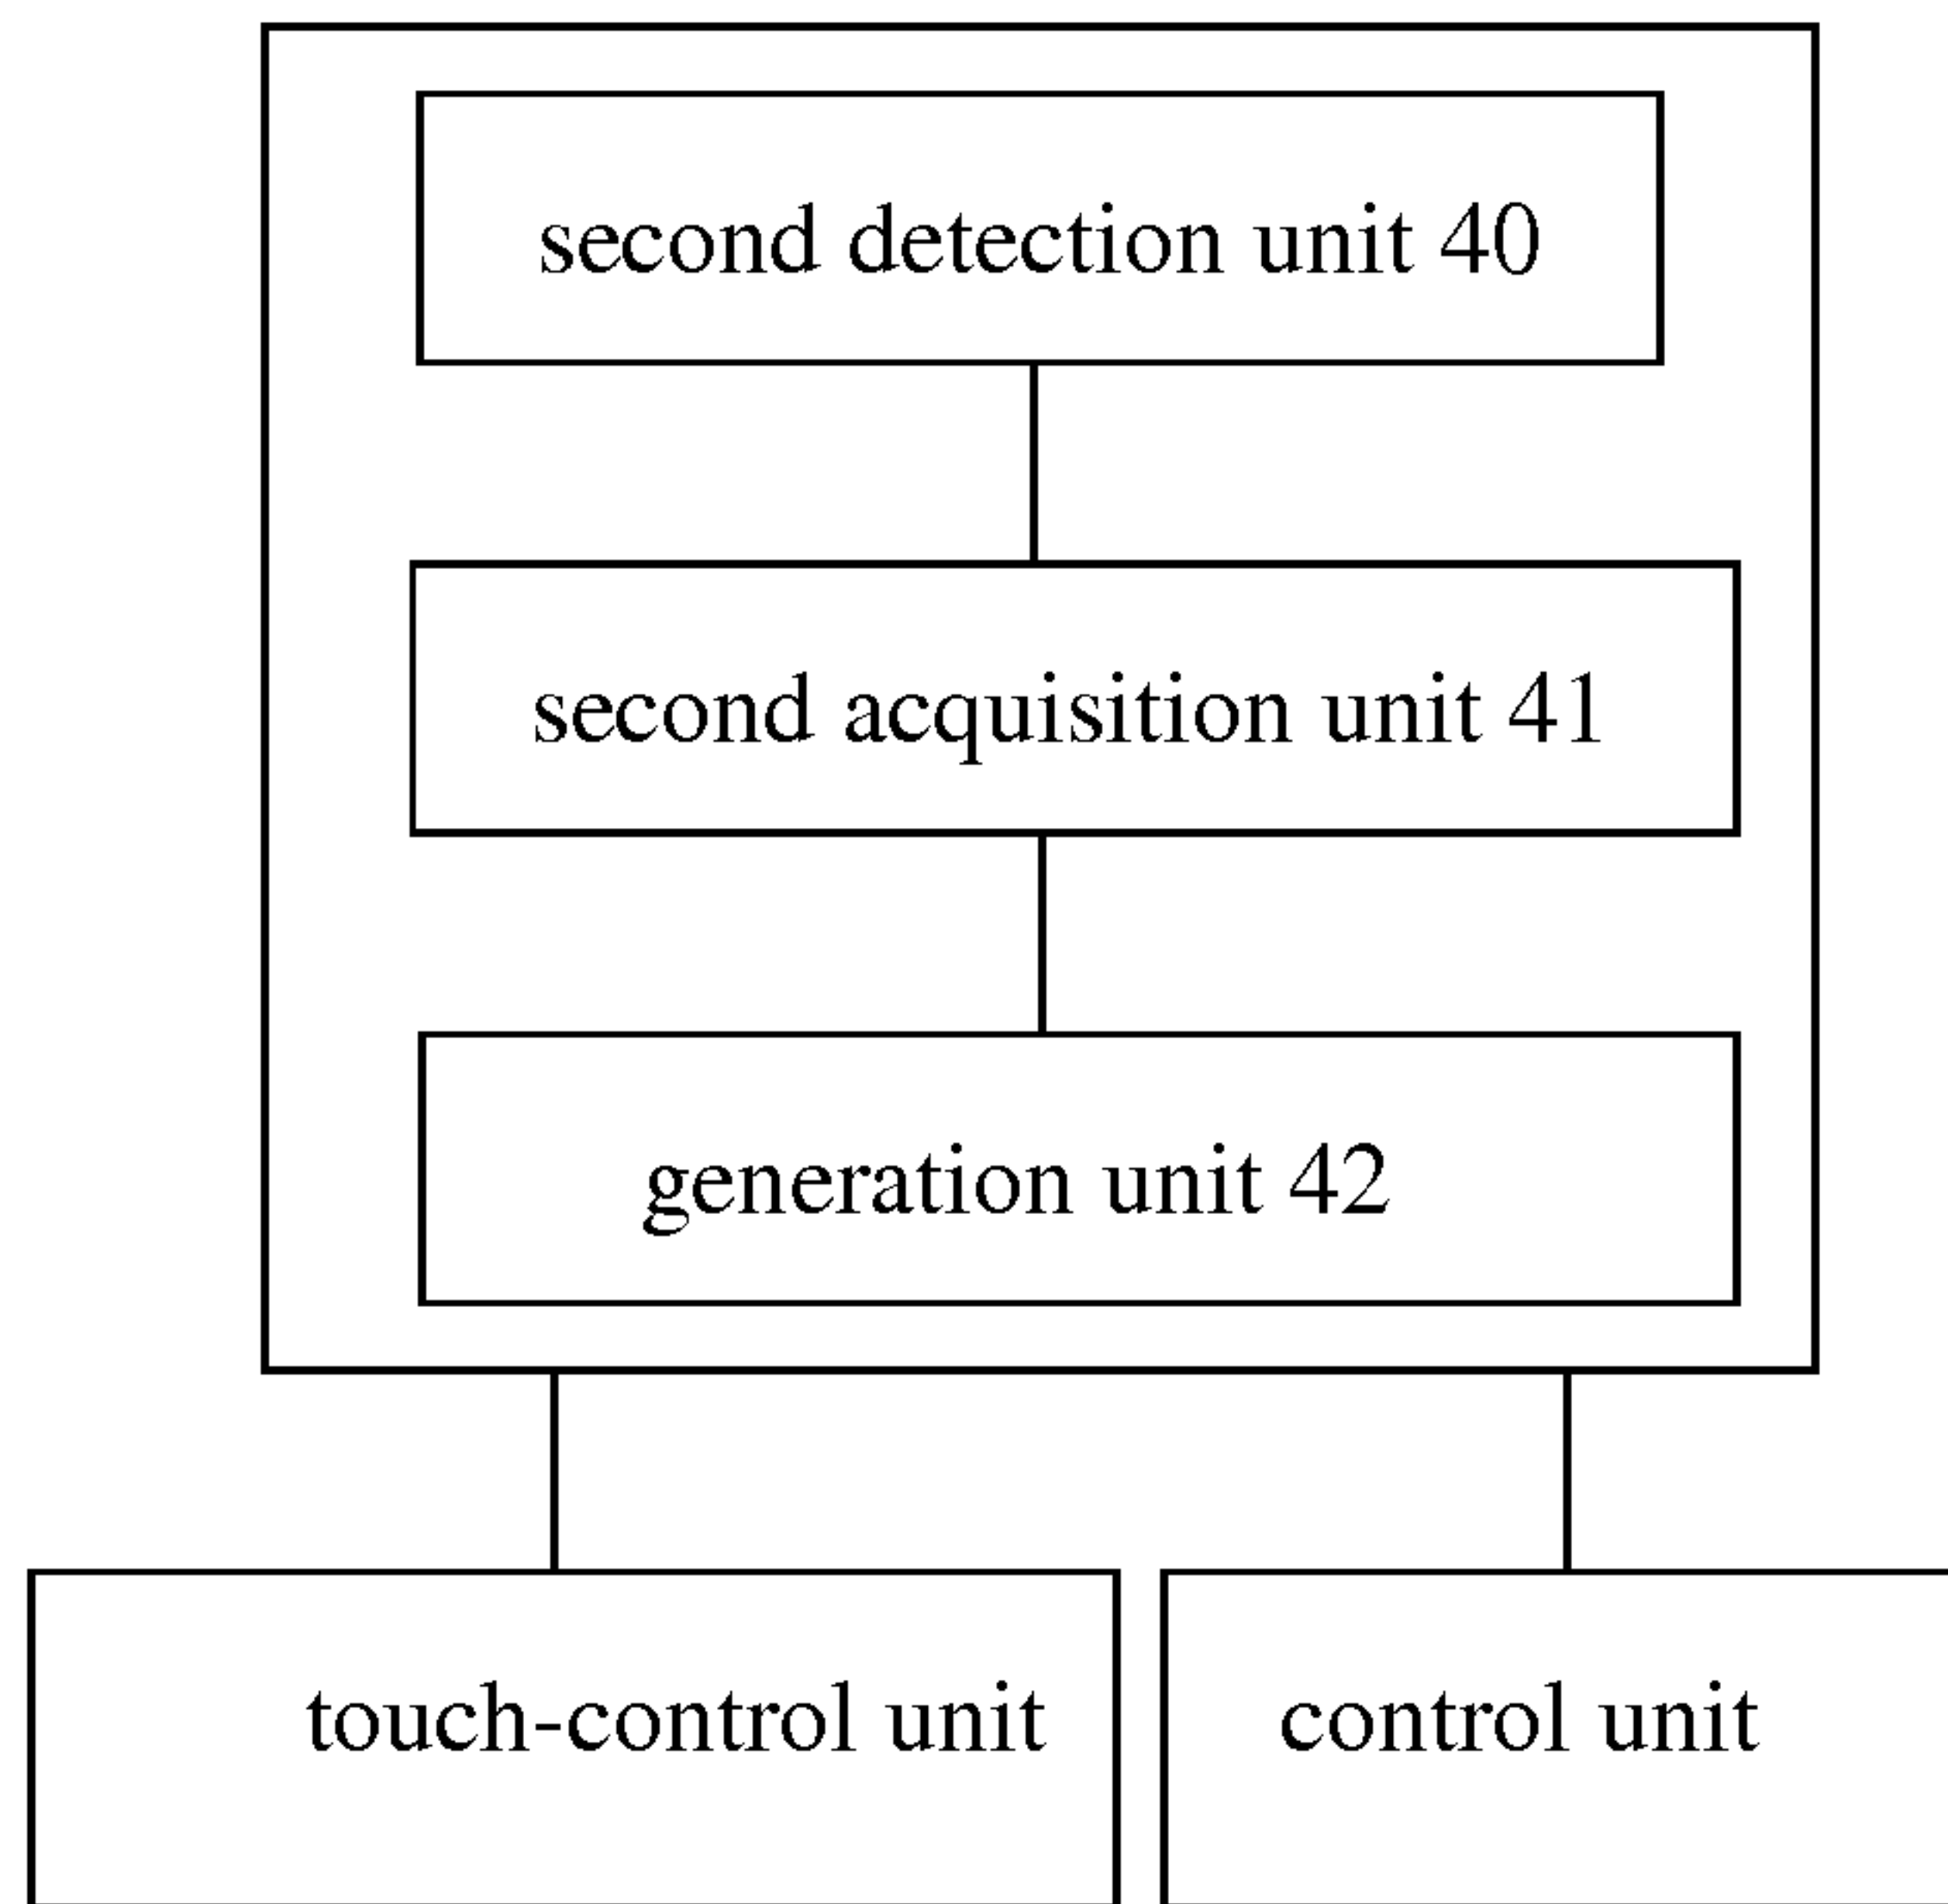 second detection unit 40
second acquisition unit 41
generation unit 42
touch-control unit
control unit